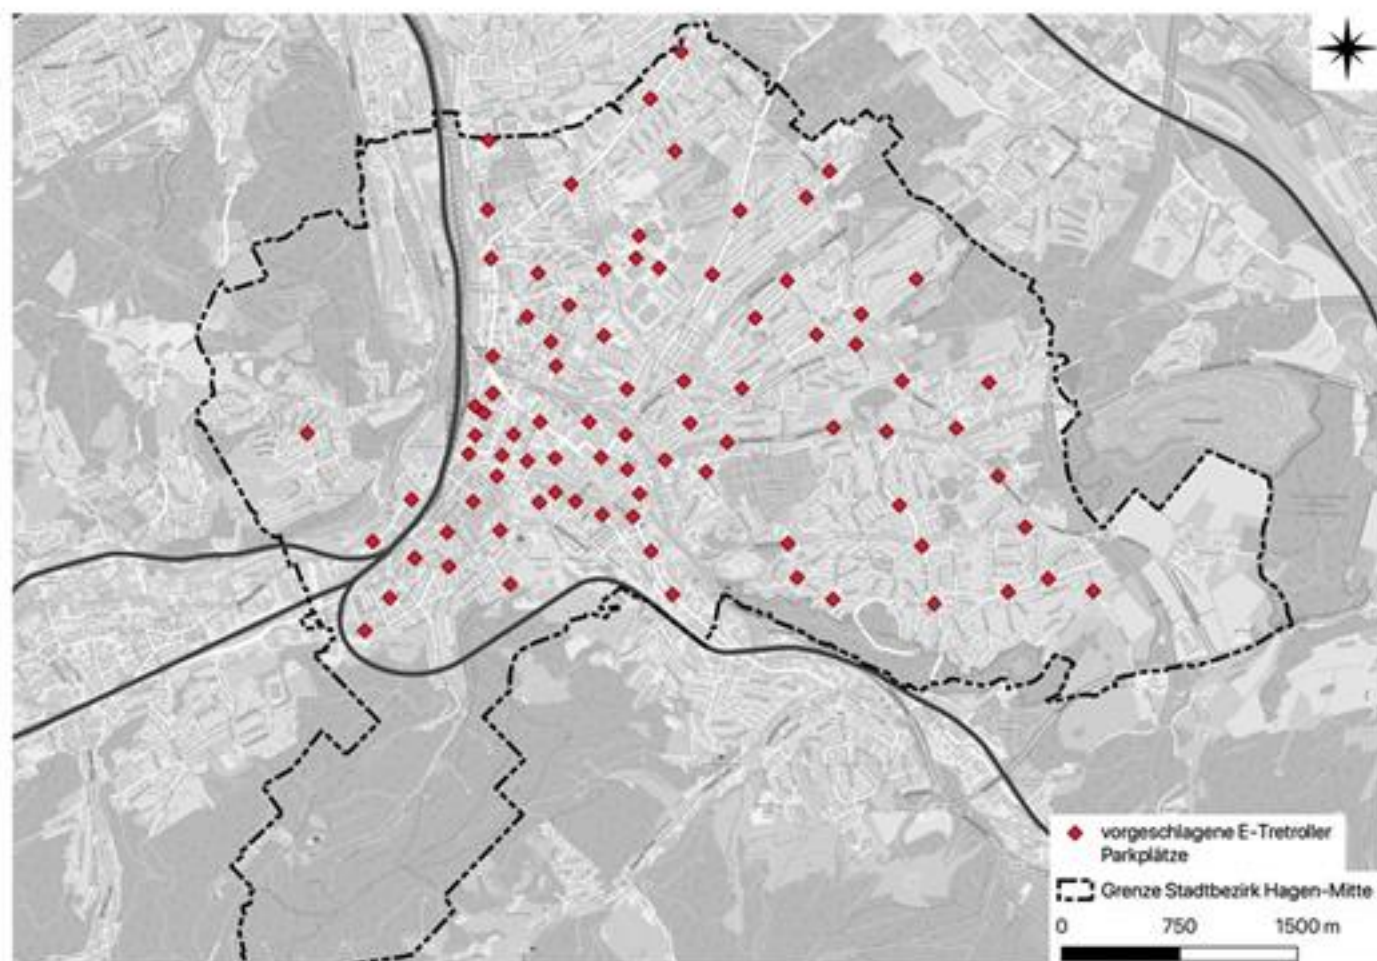 vorgeschlagene E-Tretroller
Parkplätze
Grenze Stadtbezirk Hagen-Mitte
0 750 1500 m